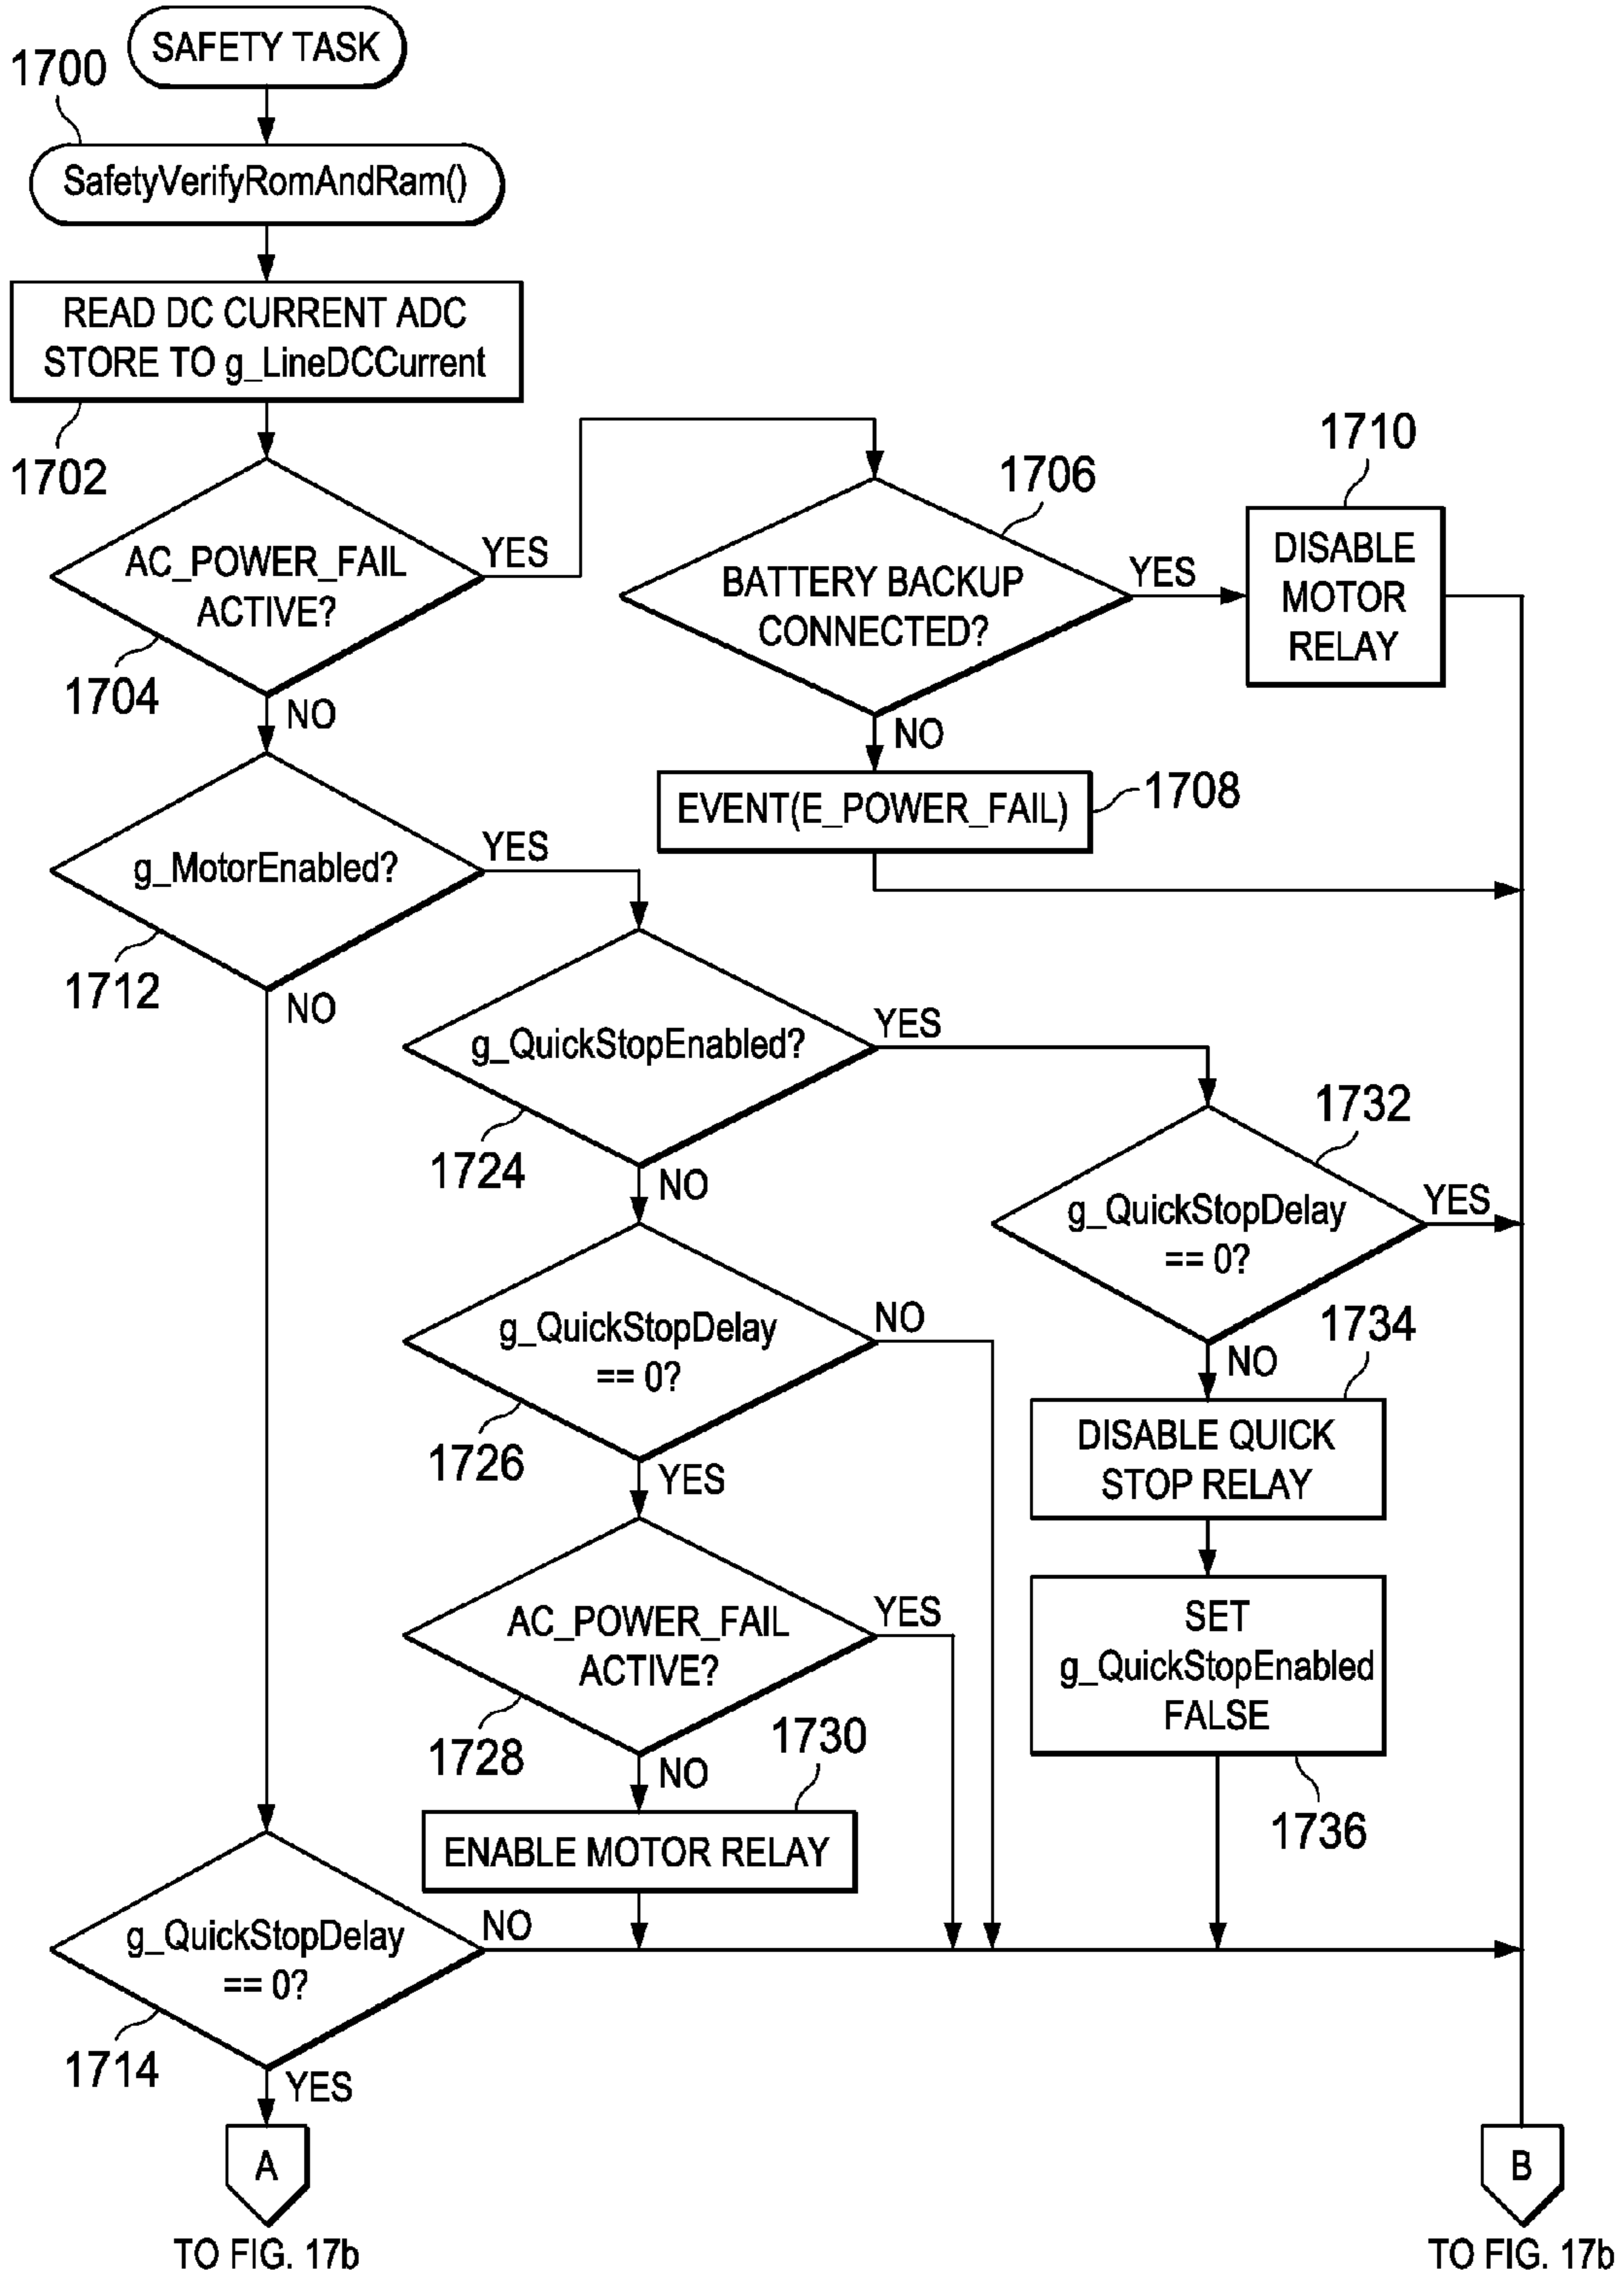 SAFETY TASK
1700
SafetyVerifyRomAndRam()
READ DC CURRENT ADC
STORE TO g_LineDCCurrent
1702
AC_POWER_FAIL
ACTIVE?
YES
1704
NO
1706
BATTERY BACKUP
CONNECTED?
YES
NO
1710
DISABLE
MOTOR
RELAY
EVENT(E_POWER_FAIL)
1708
g_MotorEnabled?
YES
1712
NO
g_QuickStopEnabled?
YES
1724
NO
1732
g_QuickStopDelay
== 0?
YES
NO
g_QuickStopDelay
== 0?
NO
1726
YES
1734
DISABLE QUICK
STOP RELAY
AC_POWER_FAIL
ACTIVE?
YES
1728
NO
SET
g_QuickStopEnabled
FALSE
1736
1730
ENABLE MOTOR RELAY
g_QuickStopDelay
== 0?
NO
1714
YES
A
TO FIG. 17b
B
TO FIG. 17b